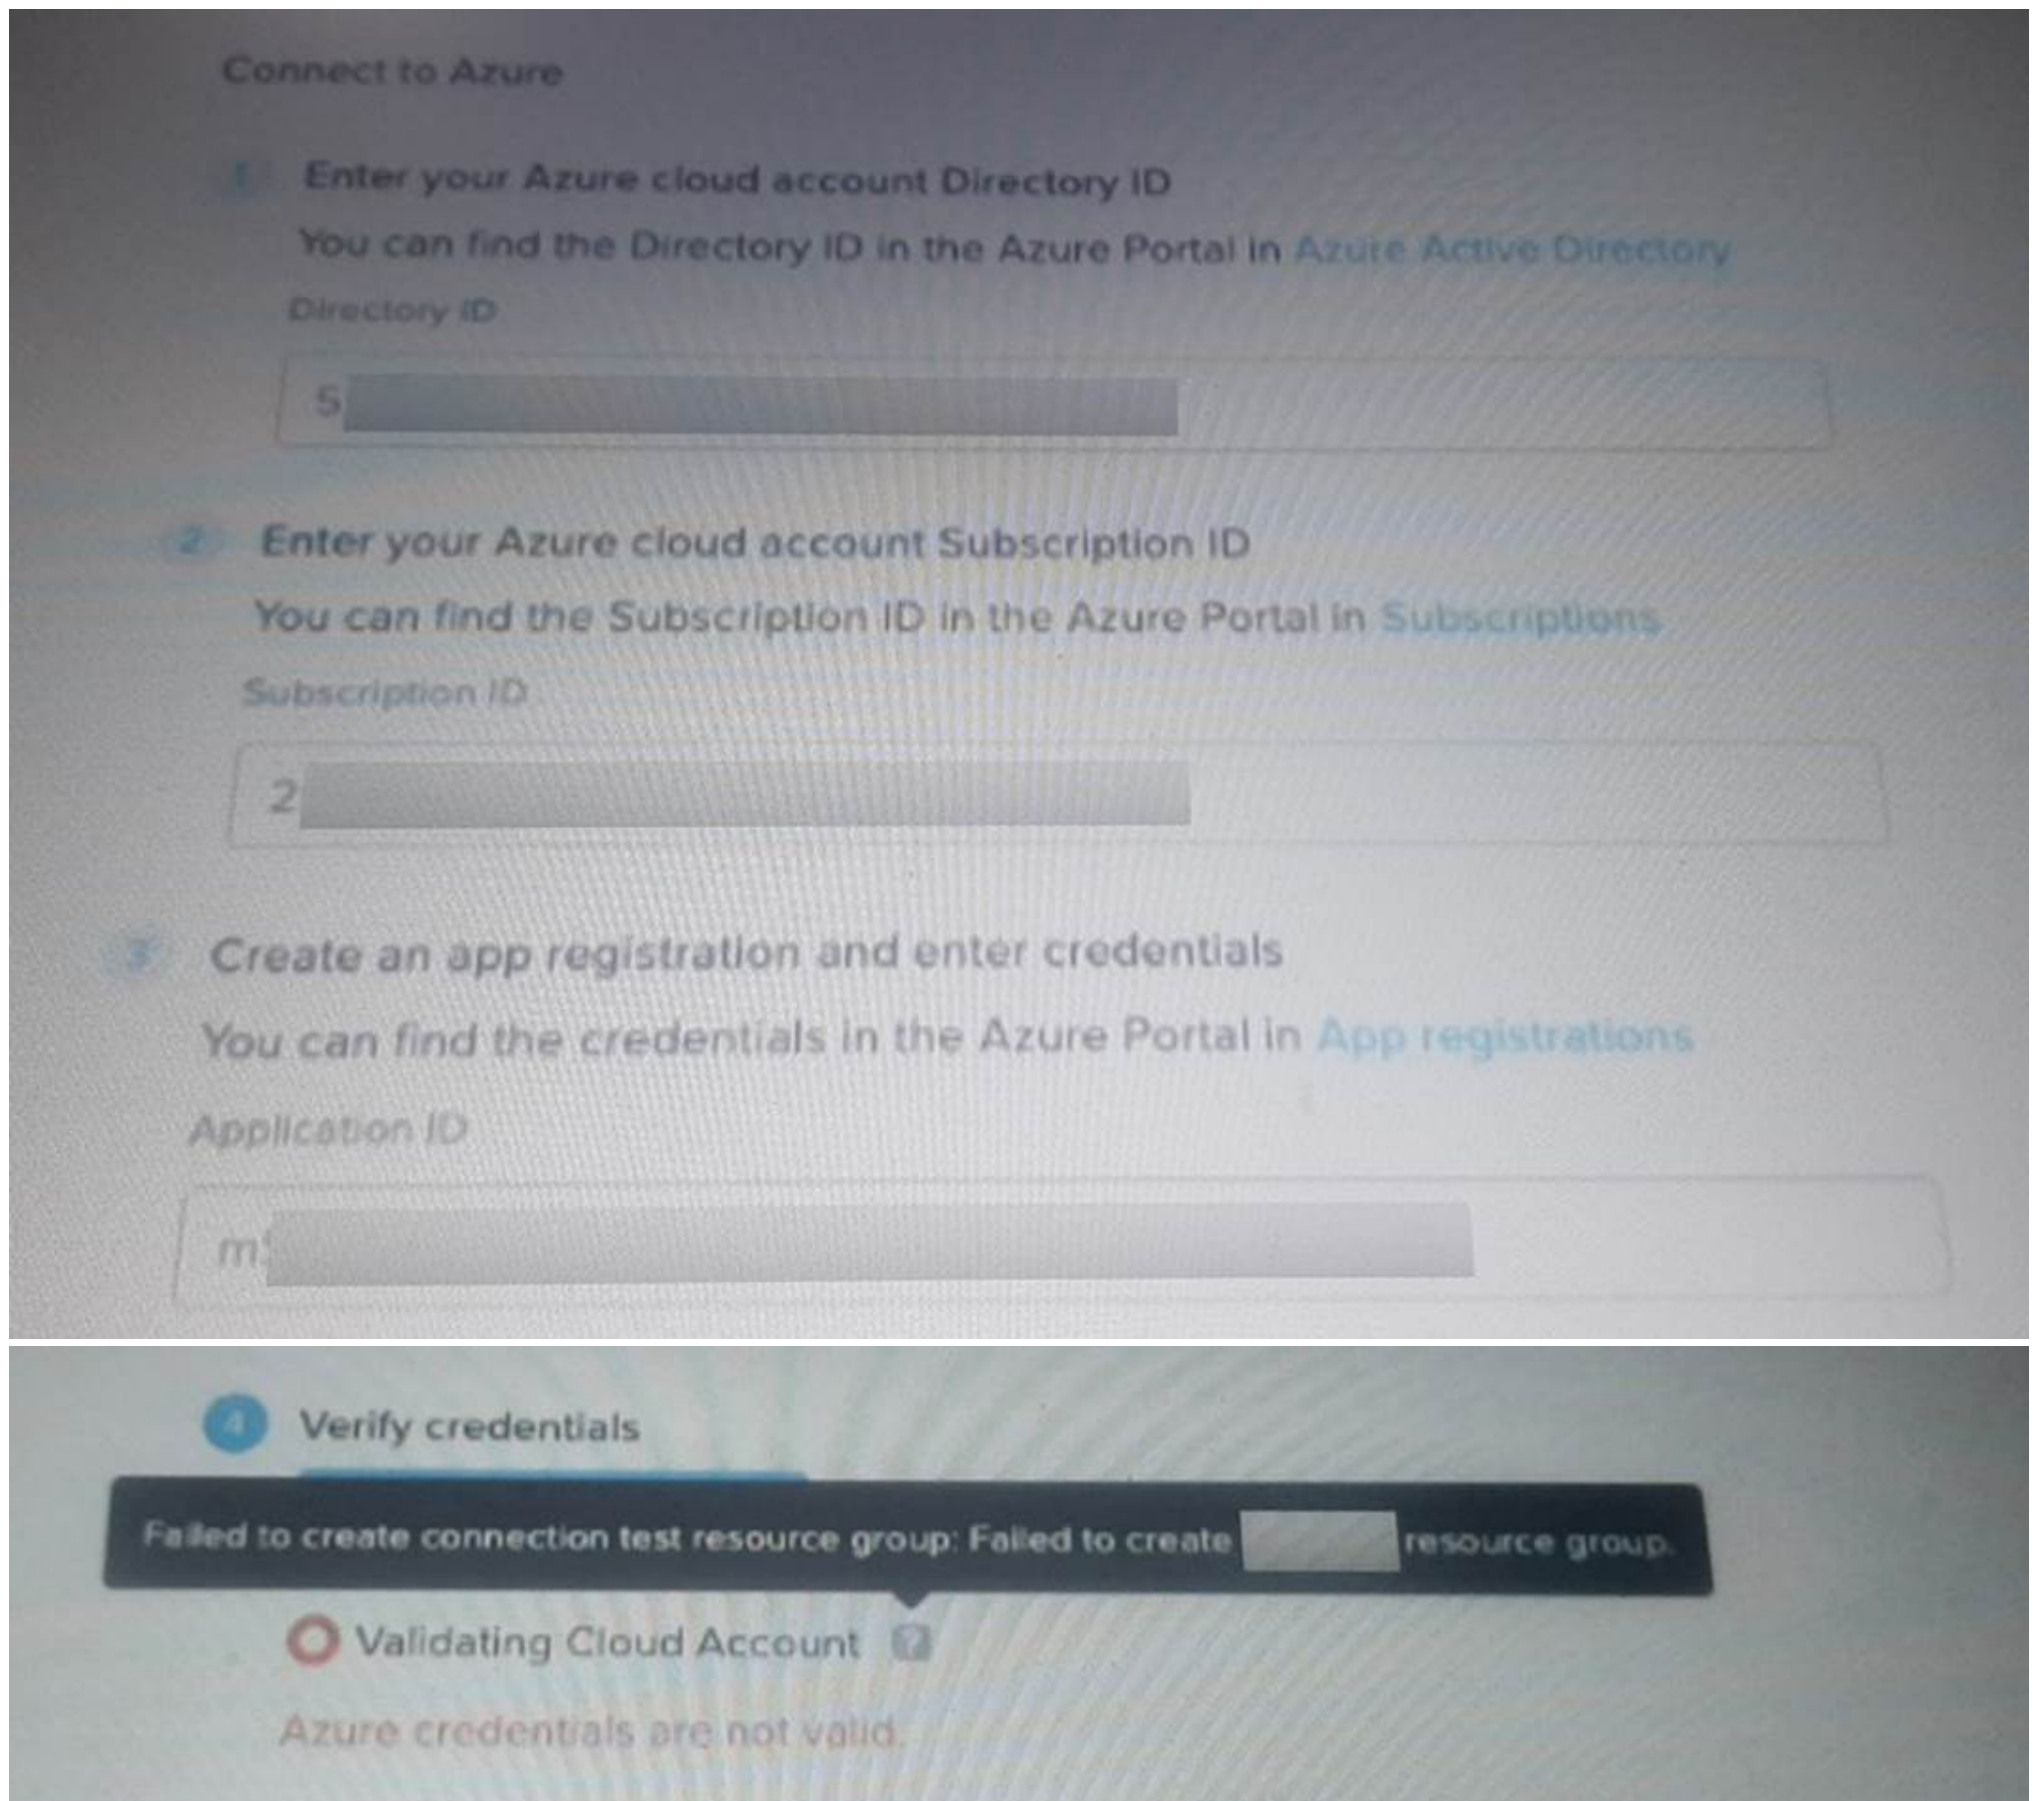 Connect to Azure
1 Enter your Azure cloud account Directory ID
You can find the Directory ID in the Azure Portal in Azure Active Directory
Directory ID
5
2 Enter your Azure cloud account Subscription ID
You can find the Subscription ID in the Azure Portal in Subscriptions
Subscription ID
2
3 Create an app registration and enter credentials
You can find the credentials in the Azure Portal in App registrations
Application ID
m
4 Verify credentials
Failed to create connection test resource group: Failed to create resource group.
Validating Cloud Account ?
Azure credentials are not valid.